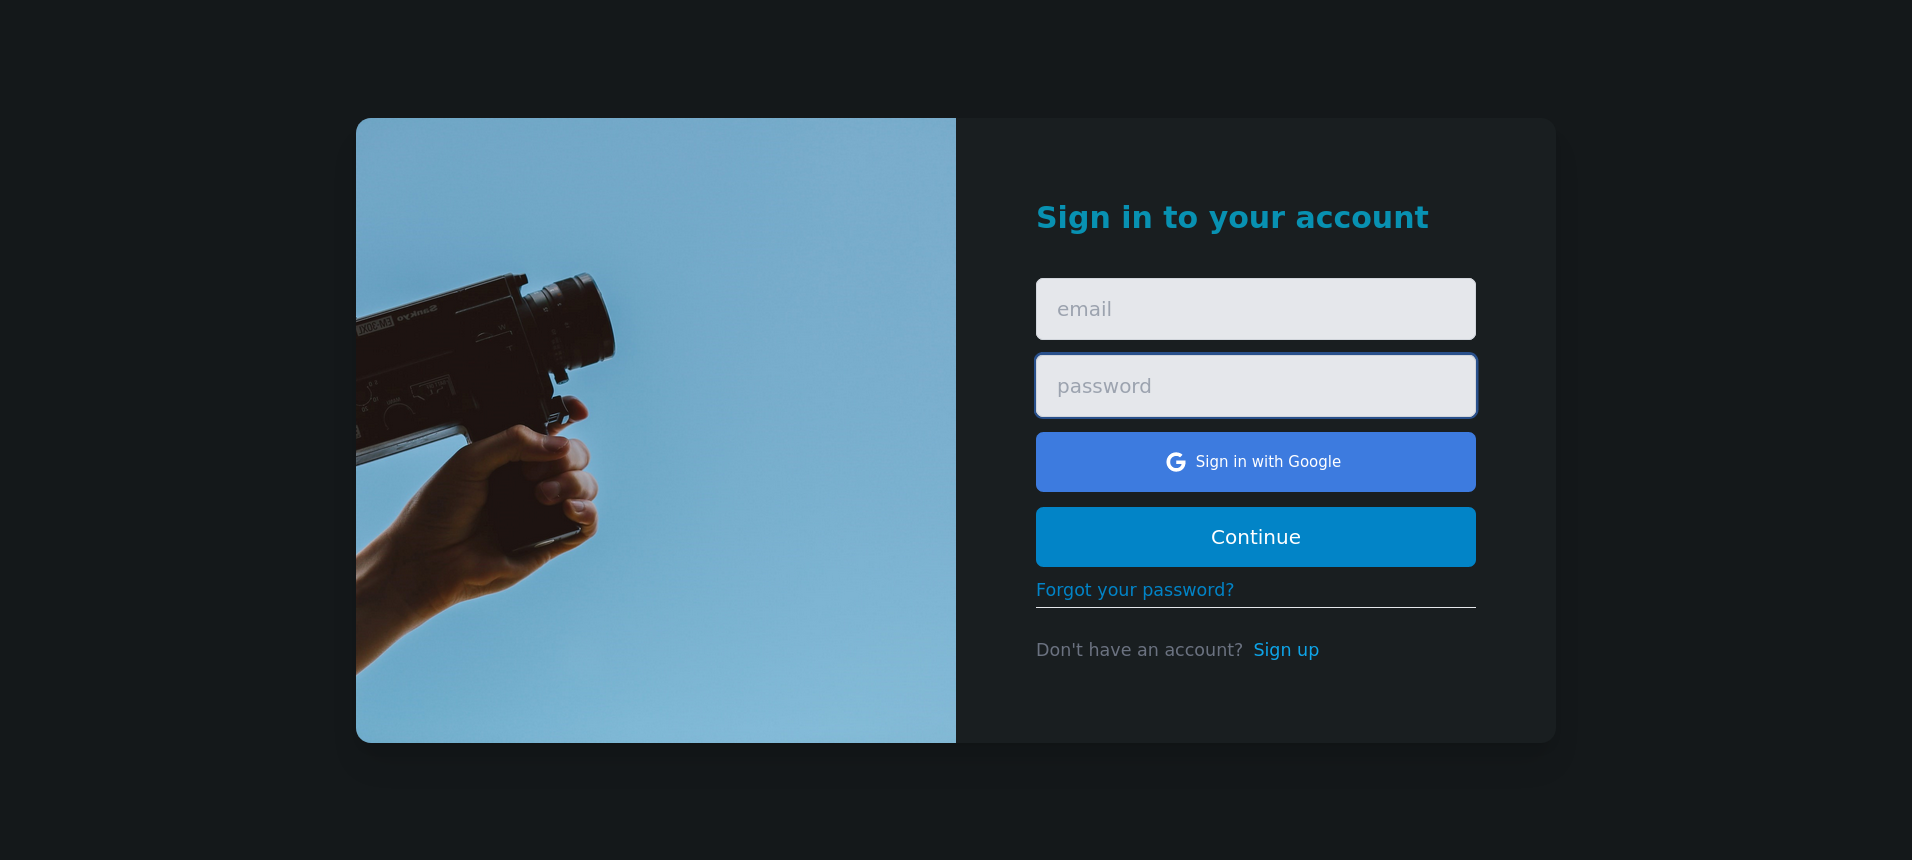 Sign in to your account
email
password
Sign in with Google
Continue
Forgot your password?
Don't have an account? Sign up
Sankyo